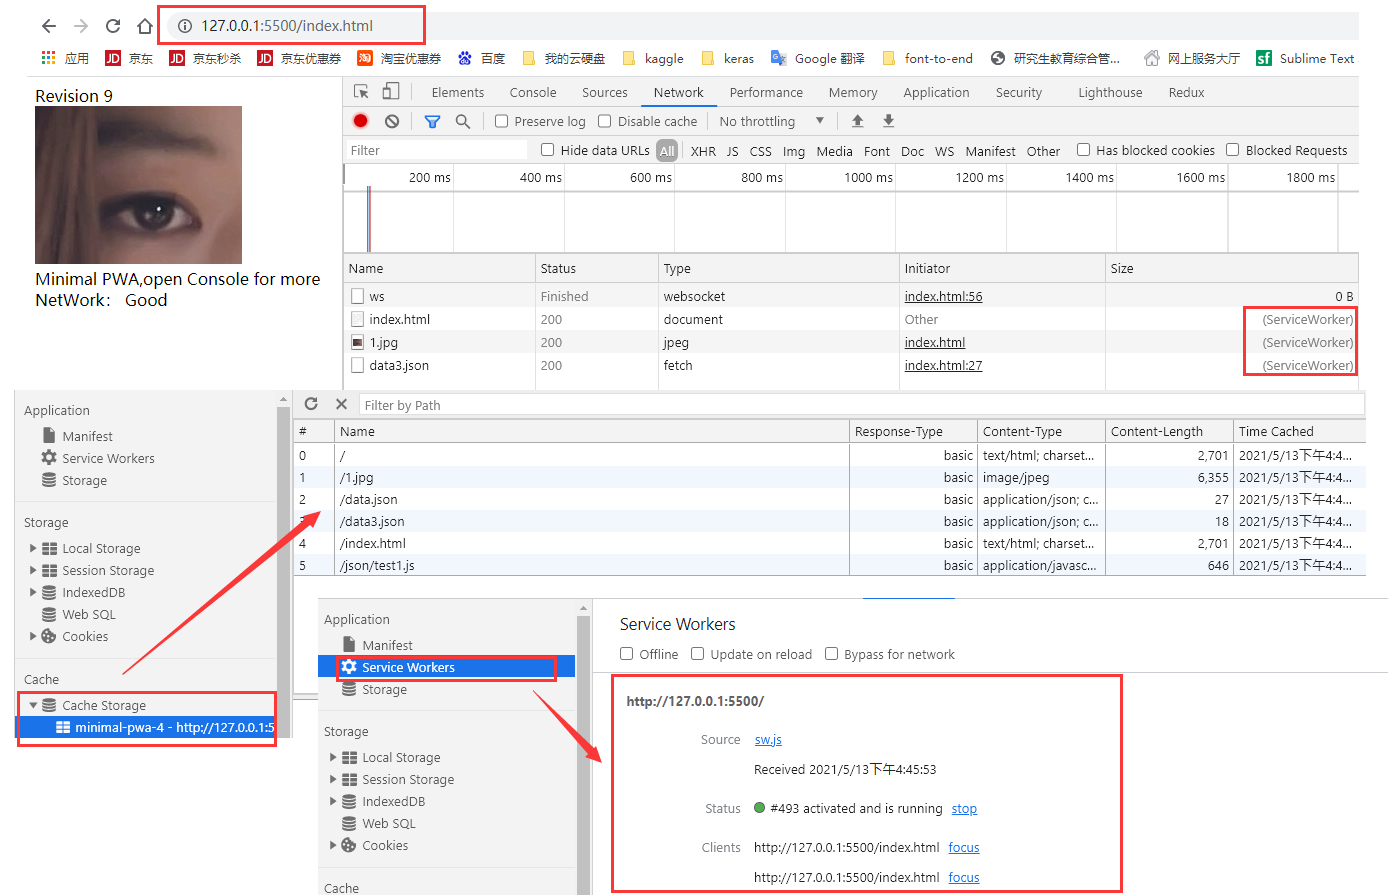 127.0.0.1:5500/index.html
应用 京东 京东秒杀 京东优惠券 淘宝优惠券 百度 我的云硬盘 kaggle keras Google 翻译 font-to-end 研究生教育综合管... 网上服务大厅 Sublime Text
Revision 9
Minimal PWA,open Console for more
NetWork： Good
Elements Console Sources Network Performance Memory Application Security Lighthouse Redux
Preserve log Disable cache No throttling
Filter Hide data URLs All XHR JS CSS Img Media Font Doc WS Manifest Other Has blocked cookies Blocked Requests
200 ms 400 ms 600 ms 800 ms 1000 ms 1200 ms 1400 ms 1600 ms 1800 ms
Name Status Type Initiator Size
ws Finished websocket index.html:56 0 B
index.html 200 document Other (ServiceWorker)
1.jpg 200 jpeg index.html (ServiceWorker)
data3.json 200 fetch index.html:27 (ServiceWorker)
Application
Manifest
Service Workers
Storage
Storage
Local Storage
Session Storage
IndexedDB
Web SQL
Cookies
Cache
Cache Storage
minimal-pwa-4 - http://127.0.0.1:5
Filter by Path
# Name Response-Type Content-Type Content-Length Time Cached
0 / basic text/html; charset... 2,701 2021/5/13下午4:4...
1 /1.jpg basic image/jpeg 6,355 2021/5/13下午4:4...
2 /data.json basic application/json; c... 27 2021/5/13下午4:4...
3 /data3.json basic application/json; c... 18 2021/5/13下午4:4...
4 /index.html basic text/html; charset... 2,701 2021/5/13下午4:4...
5 /json/test1.js basic application/javasc... 646 2021/5/13下午4:4...
Application
Manifest
Service Workers
Storage
Storage
Local Storage
Session Storage
IndexedDB
Web SQL
Cookies
Cache
Service Workers
Offline Update on reload Bypass for network
http://127.0.0.1:5500/
Source sw.js
Received 2021/5/13下午4:45:53
Status #493 activated and is running stop
Clients http://127.0.0.1:5500/index.html focus
http://127.0.0.1:5500/index.html focus